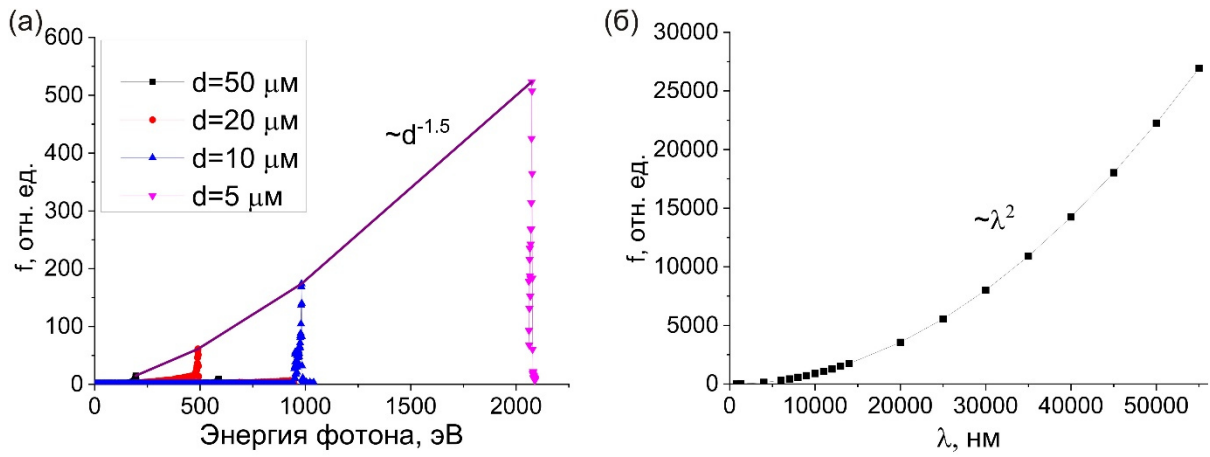 (а)
f, отн. ед.
600
500
400
300
200
100
0
d=50 μм
d=20 μм
d=10 μм
d=5 μм
~d^-1.5
0 500 1000 1500 2000
Энергия фотона, эВ
(б)
f, отн. ед.
30000
25000
20000
15000
10000
5000
0
~λ²
10000 20000 30000 40000 50000
λ, нм